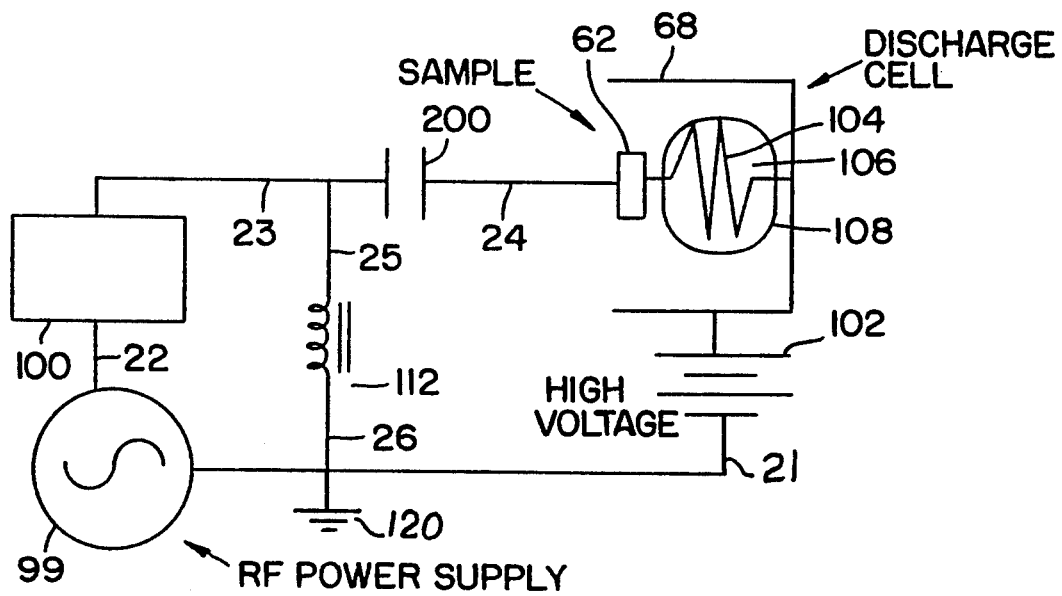 62
68
DISCHARGE
CELL
SAMPLE
200
104
106
108
23
24
25
100
22
112
102
HIGH
VOLTAGE
26
21
120
99
RF POWER SUPPLY